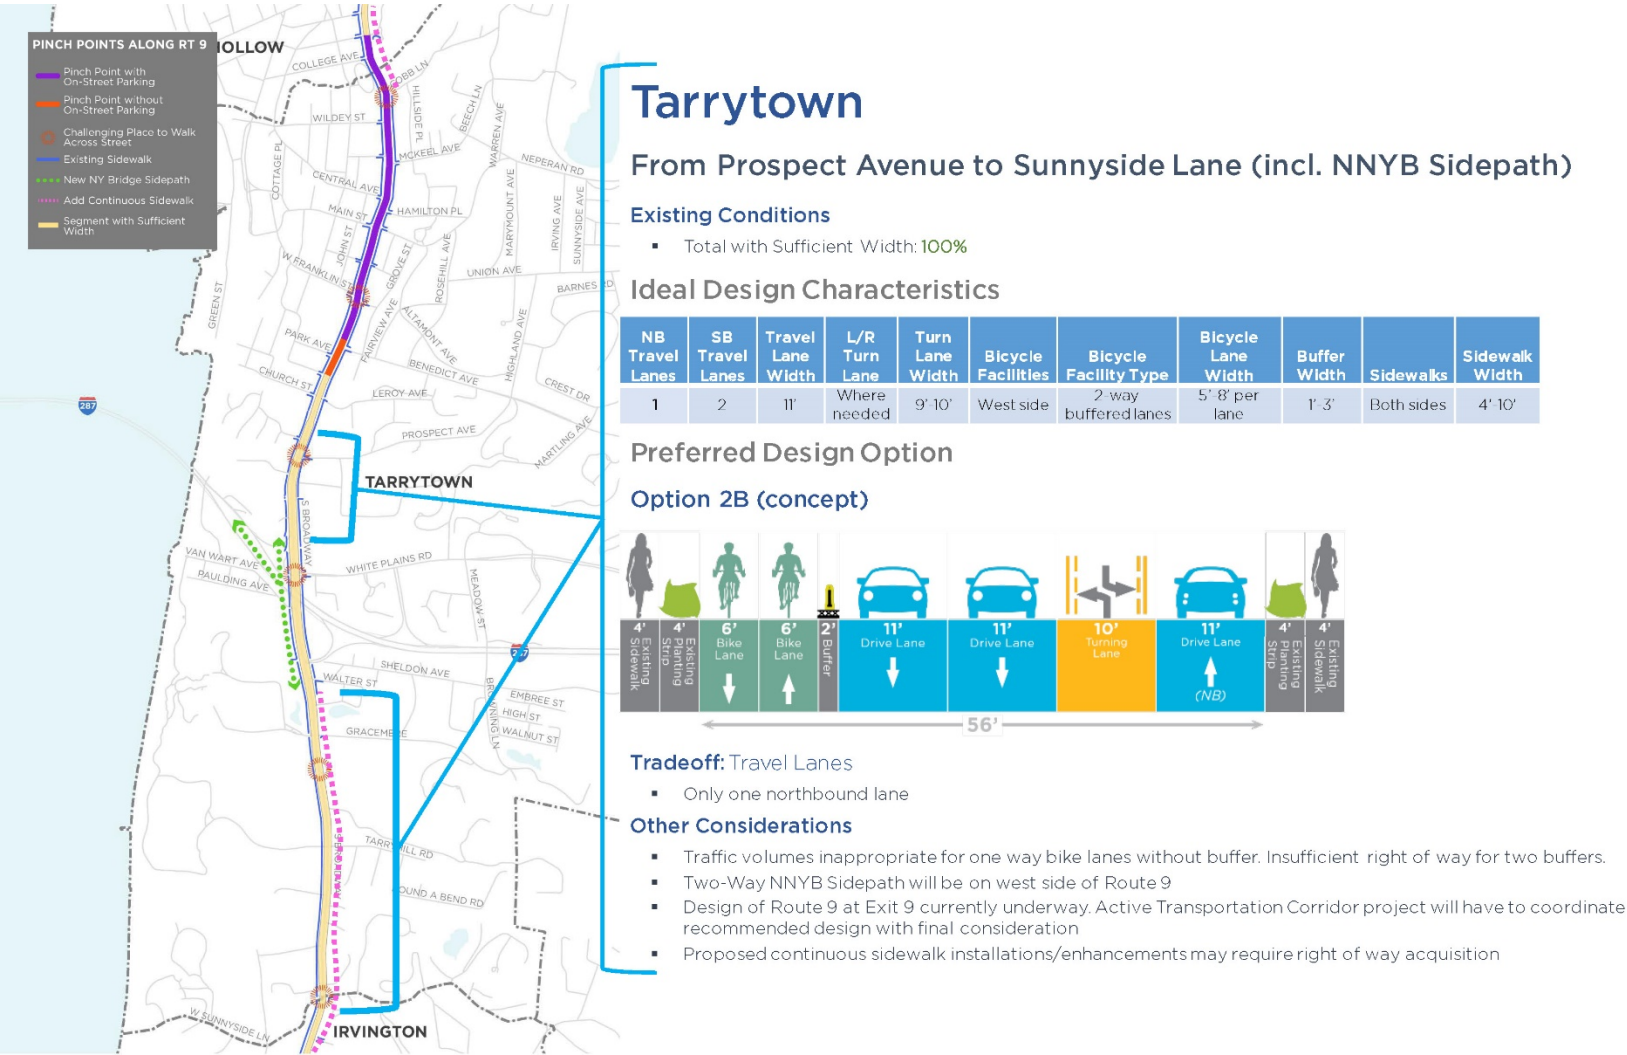 PINCH POINTS ALONG RT 9
Pinch Point with
On-Street Parking
Pinch Point without
On-Street Parking
Challenging Place to Walk
Across Street
Existing Sidewalk
New NY Bridge Sidepath
Add Continuous Sidewalk
Segment with Sufficient
Width
HOLLOW
COLLEGE AVE
COBB LN
HILLSIDE PL
BEECH LN
WARREN AVE
WILDEY ST
COTTAGE PL
MCKEEL AVE
NEPERAN RD
CENTRAL AVE
MAIN ST
HAMILTON PL
JOHN ST
GROVE ST
ROSEHILL AVE
MARYMOUNT AVE
IRVING AVE
SUNNYSIDE AVE
W FRANKLIN ST
UNION AVE
BARNES RD
GREEN ST
PARK AVE
FAIRVIEW AVE
ALTAMONT AVE
HIGHLAND AVE
BENEDICT AVE
CHURCH ST
LEROY AVE
CREST DR
287
PROSPECT AVE
MARTLING AVE
TARRYTOWN
S BROADWAY
VAN WART AVE
PAULDING AVE
WHITE PLAINS RD
MEADOW ST
SHELDON AVE
WALTER ST
EMBREE ST
HIGH ST
WALNUT ST
BROWNING LN
GRACEMERE
TARRYHILL RD
ROUND A BEND RD
W SUNNYSIDE LN
IRVINGTON
Tarrytown
From Prospect Avenue to Sunnyside Lane (incl. NNYB Sidepath)
Existing Conditions
▪ Total with Sufficient Width: 100%
Ideal Design Characteristics
NB Travel Lanes | SB Travel Lanes | Travel Lane Width | L/R Turn Lane | Turn Lane Width | Bicycle Facilities | Bicycle Facility Type | Bicycle Lane Width | Buffer Width | Sidewalks | Sidewalk Width
1 | 2 | 11' | Where needed | 9'-10' | West side | 2-way buffered lanes | 5'-8' per lane | 1'-3' | Both sides | 4'-10'
Preferred Design Option
Option 2B (concept)
4' Existing Sidewalk
4' Existing Planting Strip
6' Bike Lane
6' Bike Lane
2' Buffer
11' Drive Lane
11' Drive Lane
10' Turning Lane
11' Drive Lane (NB)
4' Existing Planting Strip
4' Existing Sidewalk
56'
Tradeoff: Travel Lanes
▪ Only one northbound lane
Other Considerations
▪ Traffic volumes inappropriate for one way bike lanes without buffer. Insufficient right of way for two buffers.
▪ Two-Way NNYB Sidepath will be on west side of Route 9
▪ Design of Route 9 at Exit 9 currently underway. Active Transportation Corridor project will have to coordinate
recommended design with final consideration
▪ Proposed continuous sidewalk installations/enhancements may require right of way acquisition